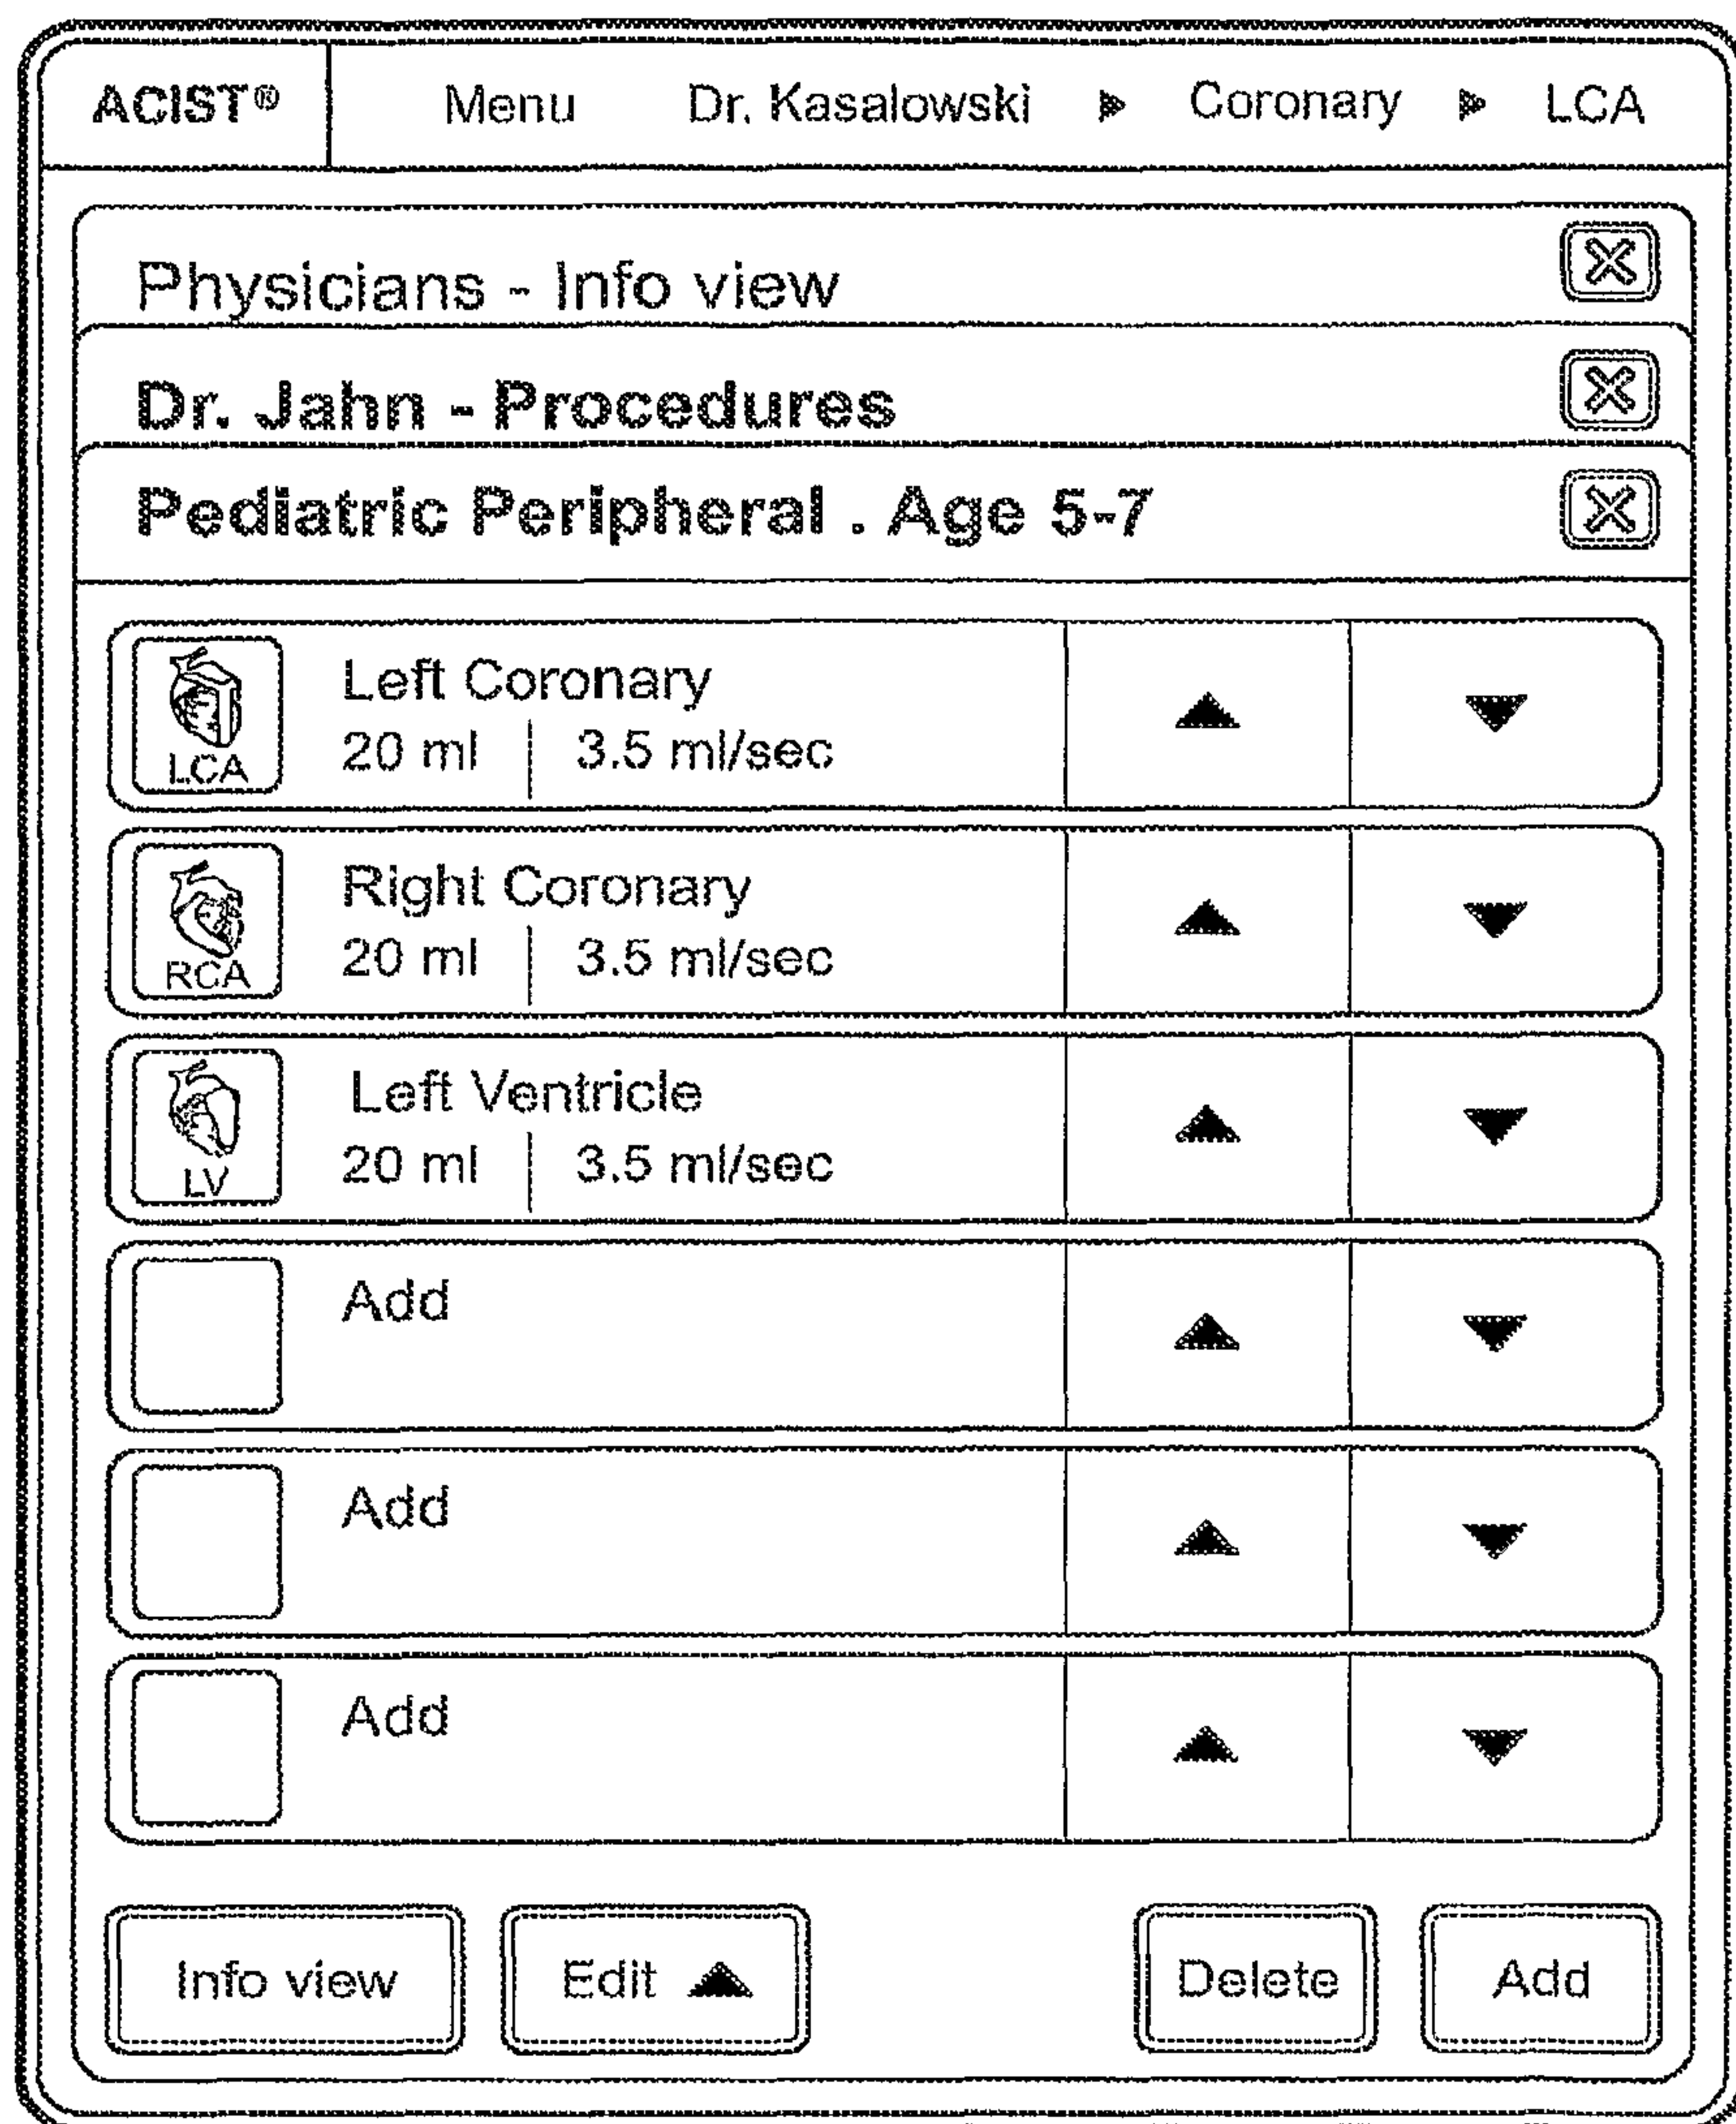 ACIST® Menu Dr. Kasalowski ▶ Coronary ▶ LCA
Physicians - Info view
Dr. Jahn - Procedures
Pediatric Peripheral . Age 5-7
Left Coronary
20 ml | 3.5 ml/sec
LCA
Right Coronary
20 ml | 3.5 ml/sec
RCA
Left Ventricle
20 ml | 3.5 ml/sec
LV
Add
Add
Add
Info view Edit ▲ Delete Add